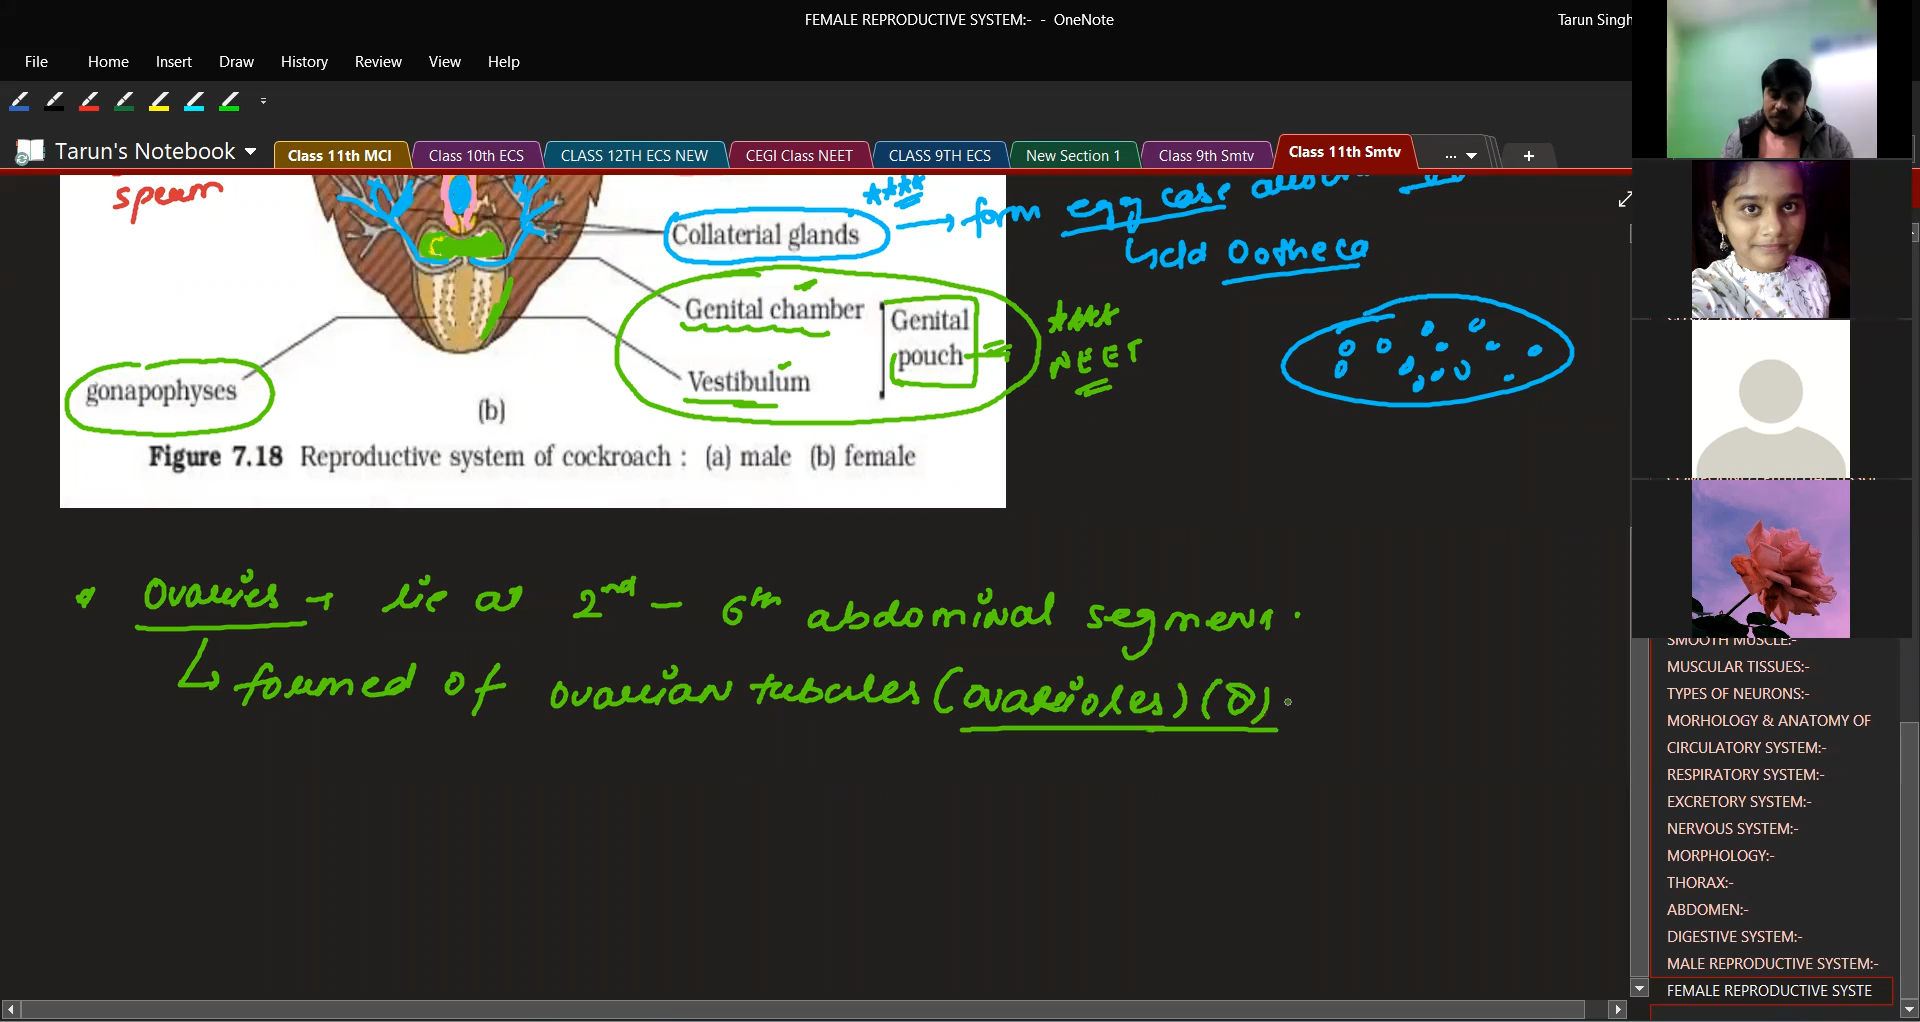 FEMALE REPRODUCTIVE SYSTEM:- - OneNote
Tarun Singh
File Home Insert Draw History Review View Help
Tarun's Notebook
Class 11th MCI
Class 10th ECS
CLASS 12TH ECS NEW
CEGI Class NEET
CLASS 9TH ECS
New Section 1
Class 9th Smtv
Class 11th Smtv
...
+
sperm
Collaterial glands
→ form egg case around
↳ cld Ootheca
Genital chamber
Genital
pouch
Vestibulum
NEET
gonapophyses
(b)
Figure 7.18 Reproductive system of cockroach : (a) male (b) female
Ovaries → lie at 2nd - 6th abdominal segment.
↳ formed of ovarian tubules (ovarioles) (8)
SMOOTH MUSCLE:-
MUSCULAR TISSUES:-
TYPES OF NEURONS:-
MORHOLOGY & ANATOMY OF
CIRCULATORY SYSTEM:-
RESPIRATORY SYSTEM:-
EXCRETORY SYSTEM:-
NERVOUS SYSTEM:-
MORPHOLOGY:-
THORAX:-
ABDOMEN:-
DIGESTIVE SYSTEM:-
MALE REPRODUCTIVE SYSTEM:-
FEMALE REPRODUCTIVE SYSTE